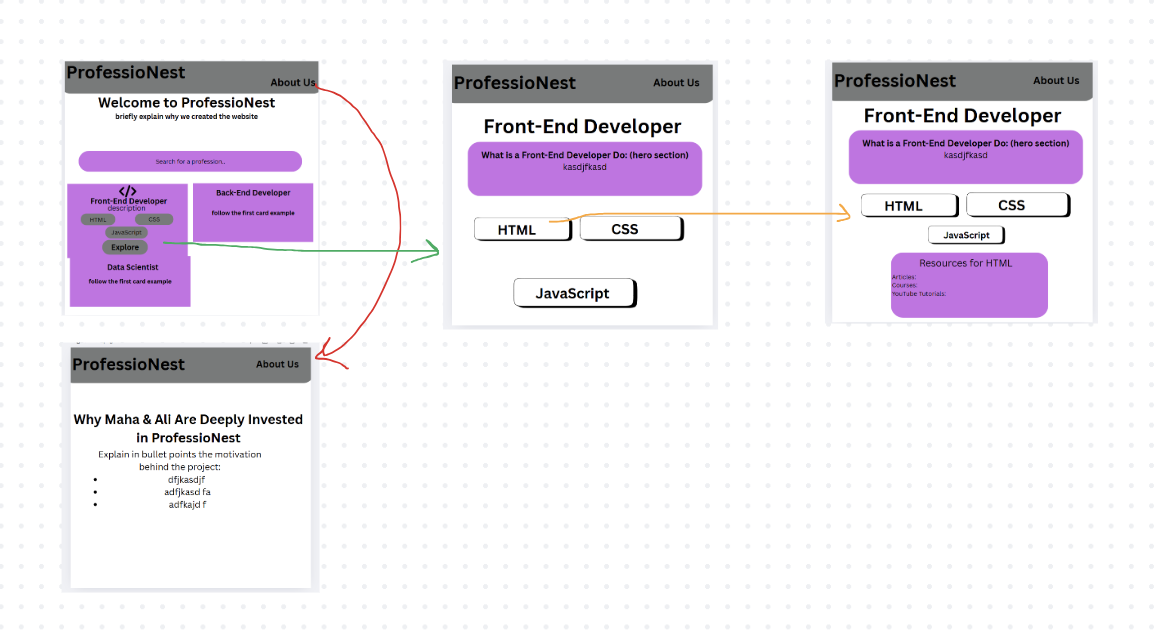 ProfessioNest
About Us
Welcome to ProfessioNest
briefly explain why we created the website
Search for a profession..
</>
Front-End Developer
description
HTML
CSS
JavaScript
Explore
Back-End Developer
follow the first card example
Data Scientist
follow the first card example
ProfessioNest
About Us
Front-End Developer
What is a Front-End Developer Do: (hero section)
kasdjfkasd
HTML
CSS
JavaScript
ProfessioNest
About Us
Front-End Developer
What is a Front-End Developer Do: (hero section)
kasdjfkasd
HTML
CSS
JavaScript
Resources for HTML
Articles:
Courses:
YouTube Tutorials:
ProfessioNest
About Us
Why Maha & Ali Are Deeply Invested
in ProfessioNest
Explain in bullet points the motivation
behind the project:
• dfjkasdjf
• adfjkasd fa
• adfkajd f